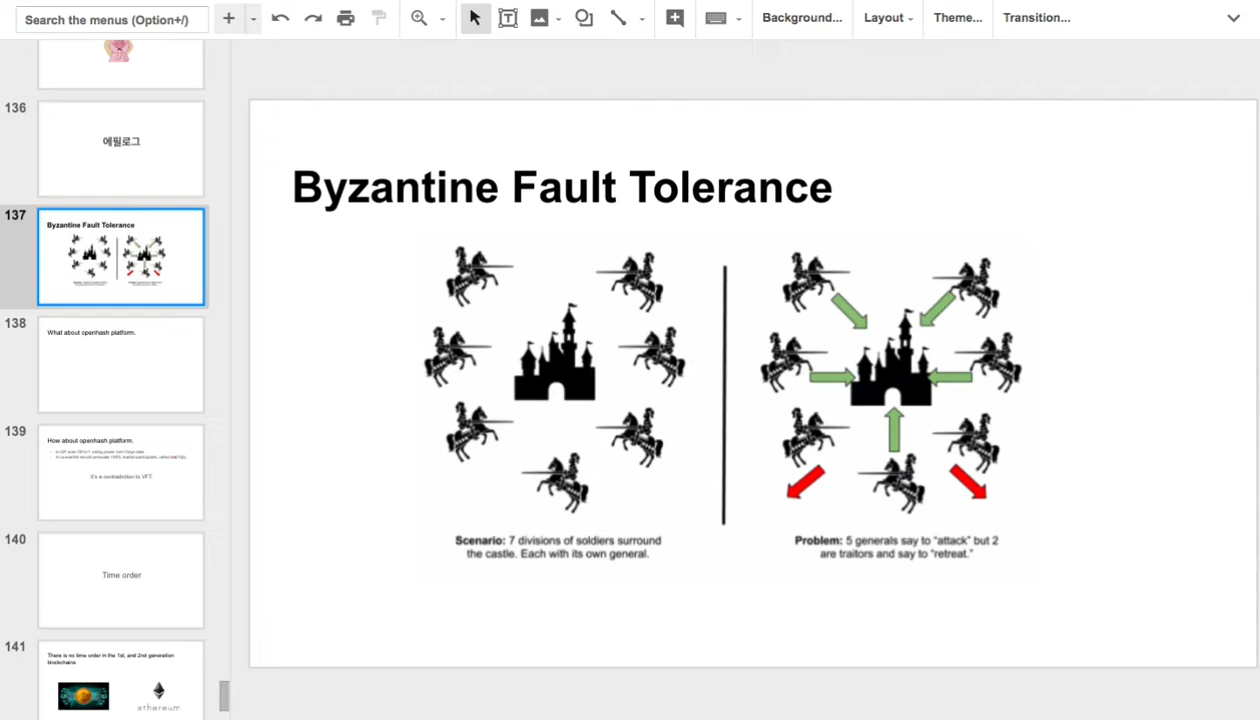 Search the menus (Option+/)
Background...
Layout
Theme...
Transition...
136
에필로그
137
Byzantine Fault Tolerance
138
What about openhash platform.
139
How about openhash platform.
It's a contradiction to VFT.
140
Time order
141
There is no time order in the 1st, and 2nd generation
blockchains
ethereum
Byzantine Fault Tolerance
Scenario: 7 divisions of soldiers surround
the castle. Each with its own general.
Problem: 5 generals say to "attack" but 2
are traitors and say to "retreat."